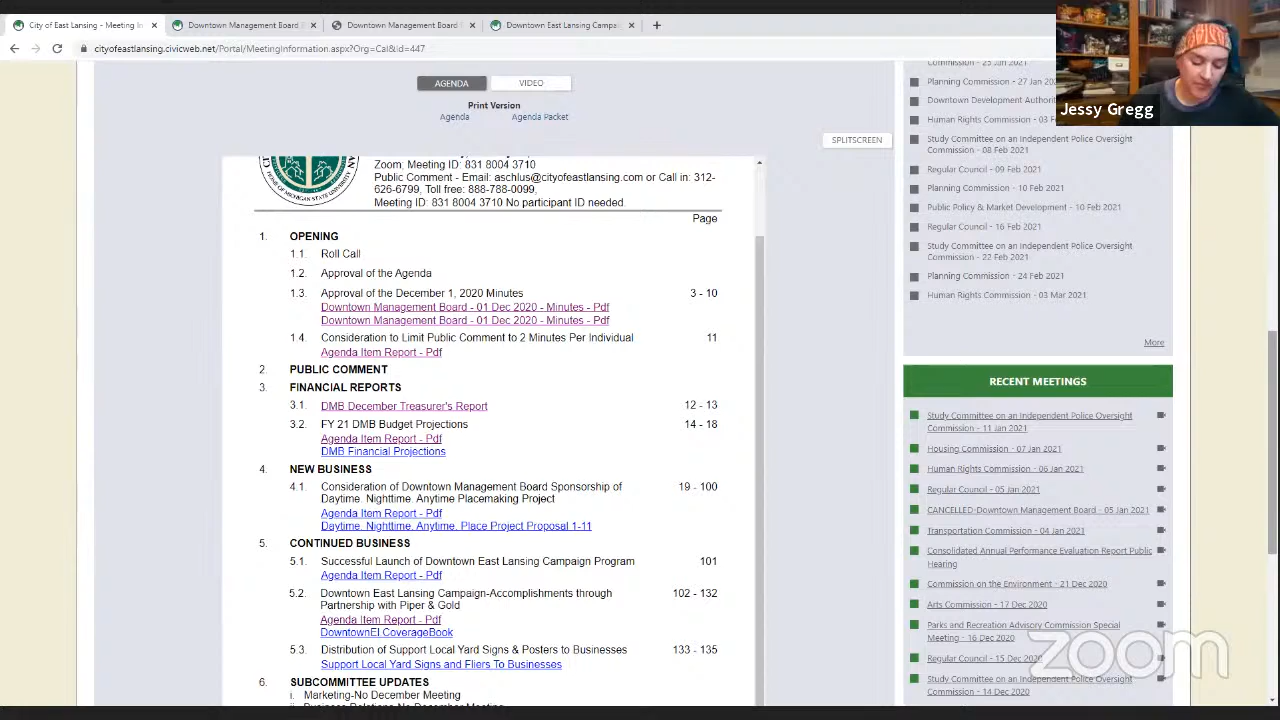 City of East Lansing - Meeting In
Downtown Management Board
Downtown Management Board
Downtown East Lansing Campa
cityofeastlansing.civicweb.net/Portal/MeetingInformation.aspx?Org=Cal&Id=447
AGENDA
VIDEO
Print Version
Agenda
Agenda Packet
SPLITSCREEN
HOME OF MICHIGAN STATE UNIVERSITY
Zoom: Meeting ID: 831 8004 3710
Public Comment - Email: aschlus@cityofeastlansing.com or Call in: 312-
626-6799, Toll free: 888-788-0099,
Meeting ID: 831 8004 3710 No participant ID needed.
Page
1. OPENING
1.1. Roll Call
1.2. Approval of the Agenda
1.3. Approval of the December 1, 2020 Minutes 3 - 10
Downtown Management Board - 01 Dec 2020 - Minutes - Pdf
Downtown Management Board - 01 Dec 2020 - Minutes - Pdf
1.4. Consideration to Limit Public Comment to 2 Minutes Per Individual 11
Agenda Item Report - Pdf
2. PUBLIC COMMENT
3. FINANCIAL REPORTS
3.1. DMB December Treasurer's Report 12 - 13
3.2. FY 21 DMB Budget Projections 14 - 18
Agenda Item Report - Pdf
DMB Financial Projections
4. NEW BUSINESS
4.1. Consideration of Downtown Management Board Sponsorship of 19 - 100
Daytime, Nighttime, Anytime Placemaking Project
Agenda Item Report - Pdf
Daytime, Nighttime, Anytime, Place Project Proposal 1-11
5. CONTINUED BUSINESS
5.1. Successful Launch of Downtown East Lansing Campaign Program 101
Agenda Item Report - Pdf
5.2. Downtown East Lansing Campaign-Accomplishments through 102 - 132
Partnership with Piper & Gold
Agenda Item Report - Pdf
DowntownEl CoverageBook
5.3. Distribution of Support Local Yard Signs & Posters to Businesses 133 - 135
Support Local Yard Signs and Fliers To Businesses
6. SUBCOMMITTEE UPDATES
i. Marketing-No December Meeting
Commission - 25 Jan 2021
Planning Commission - 27 Jan 202
Downtown Development Authorit
Human Rights Commission - 03 F
Study Committee on an Independent Police Oversight
Commission - 08 Feb 2021
Regular Council - 09 Feb 2021
Planning Commission - 10 Feb 2021
Public Policy & Market Development - 10 Feb 2021
Regular Council - 16 Feb 2021
Study Committee on an Independent Police Oversight
Commission - 22 Feb 2021
Planning Commission - 24 Feb 2021
Human Rights Commission - 03 Mar 2021
More
RECENT MEETINGS
Study Committee on an Independent Police Oversight
Commission - 11 Jan 2021
Housing Commission - 07 Jan 2021
Human Rights Commission - 06 Jan 2021
Regular Council - 05 Jan 2021
CANCELLED-Downtown Management Board - 05 Jan 2021
Transportation Commission - 04 Jan 2021
Consolidated Annual Performance Evaluation Report Public
Hearing
Commission on the Environment - 21 Dec 2020
Arts Commission - 17 Dec 2020
Parks and Recreation Advisory Commission Special
Meeting - 16 Dec 2020
Regular Council - 15 Dec 2020
Study Committee on an Independent Police Oversight
Commission - 14 Dec 2020
Jessy Gregg
zoom